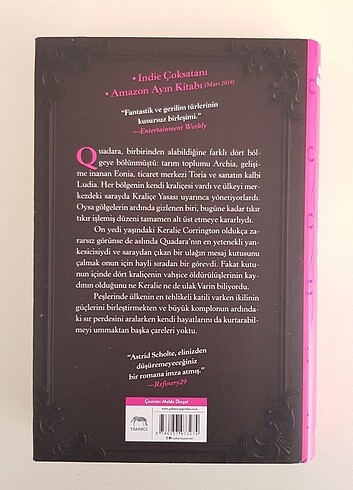 • Indie Çoksatanı
• Amazon Ayın Kitabı (Mart 2019)
“Fantastik ve gerilim türlerinin
kusursuz birleşimi.”
—Entertainment Weekly
Quadara, birbirinden alabildiğine farklı dört böl-
geye bölünmüştü: tarım toplumu Archia, gelişi-
me inanan Eonia, ticaret merkezi Toria ve sanatın kalbi
Ludia. Her bölgenin kendi kraliçesi vardı ve ülkeyi mer-
kezdeki sarayda Kraliçe Yasası uyarınca yönetiyorlardı.
Oysa gölgelerin ardında gizlenen biri, bugüne kadar tıkır
tıkır işlemiş düzeni tamamen alt üst etmeye kararlıydı.
On yedi yaşındaki Keralie Corrington oldukça za-
rarsız görünse de aslında Quadara’nın en yetenekli yan-
kesicisiydi ve saraydan çıkan bir ulağın mesaj kutusunu
çalmak onun için hayli sıradan bir görevdi. Fakat kutu-
nun içinde dört kraliçenin vahşice öldürülüşlerinin kay-
dının olduğunu ne Keralie ne de ulak Varin biliyordu.
Peşlerinde ülkenin en tehlikeli katili varken ikilinin
güçlerini birleştirmekten ve büyük komplonun ardında-
ki sır perdesini aralarken kendi hayatlarını da kurtarabil-
meyi ummaktan başka çareleri yoktu.
“Astrid Scholte, elinizden
düşüremeyeceğiniz
bir romana imza atmış.”
—Refinery29
Çeviren: Melda Dinçel
YABANCI